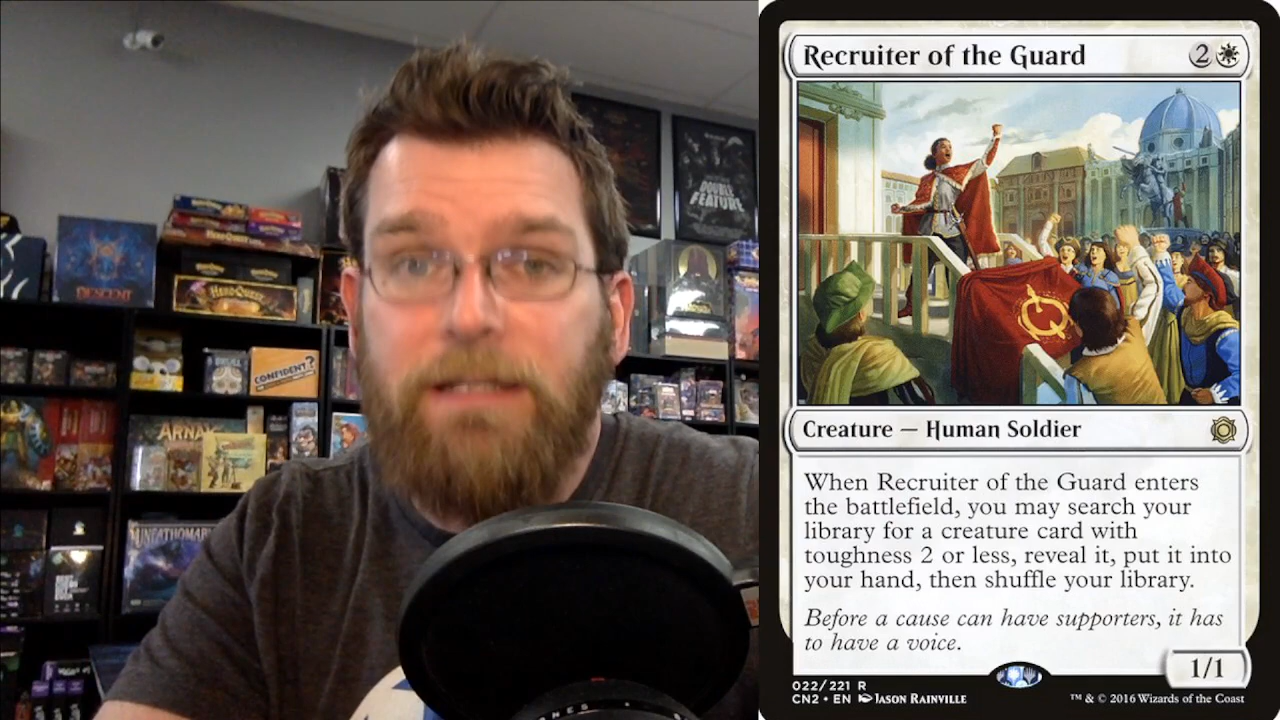 DOUBLE
FEATURE
DESCENT
HeroQuest
HeroQuest
CONFIDENT?
ARNAK
UNFATHOMAB
Recruiter of the Guard
2
Creature — Human Soldier
When Recruiter of the Guard enters
the battlefield, you may search your
library for a creature card with
toughness 2 or less, reveal it, put it into
your hand, then shuffle your library.
Before a cause can have supporters, it has
to have a voice.
1/1
022/221 R
CN2 • EN JASON RAINVILLE
™ & © 2016 Wizards of the Coast